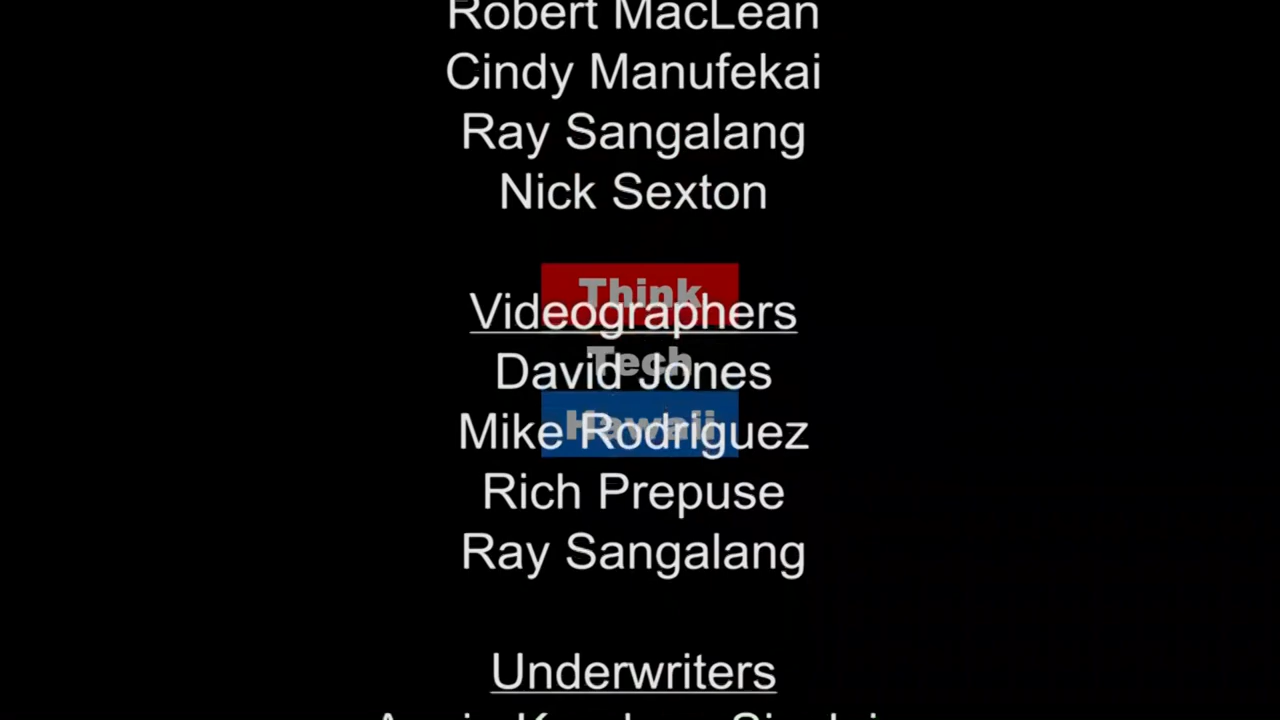 Robert MacLean
Cindy Manufekai
Ray Sangalang
Nick Sexton
Think
Videographers
Tech
David Jones
Hawaii
Mike Rodriguez
Rich Prepuse
Ray Sangalang
Underwriters